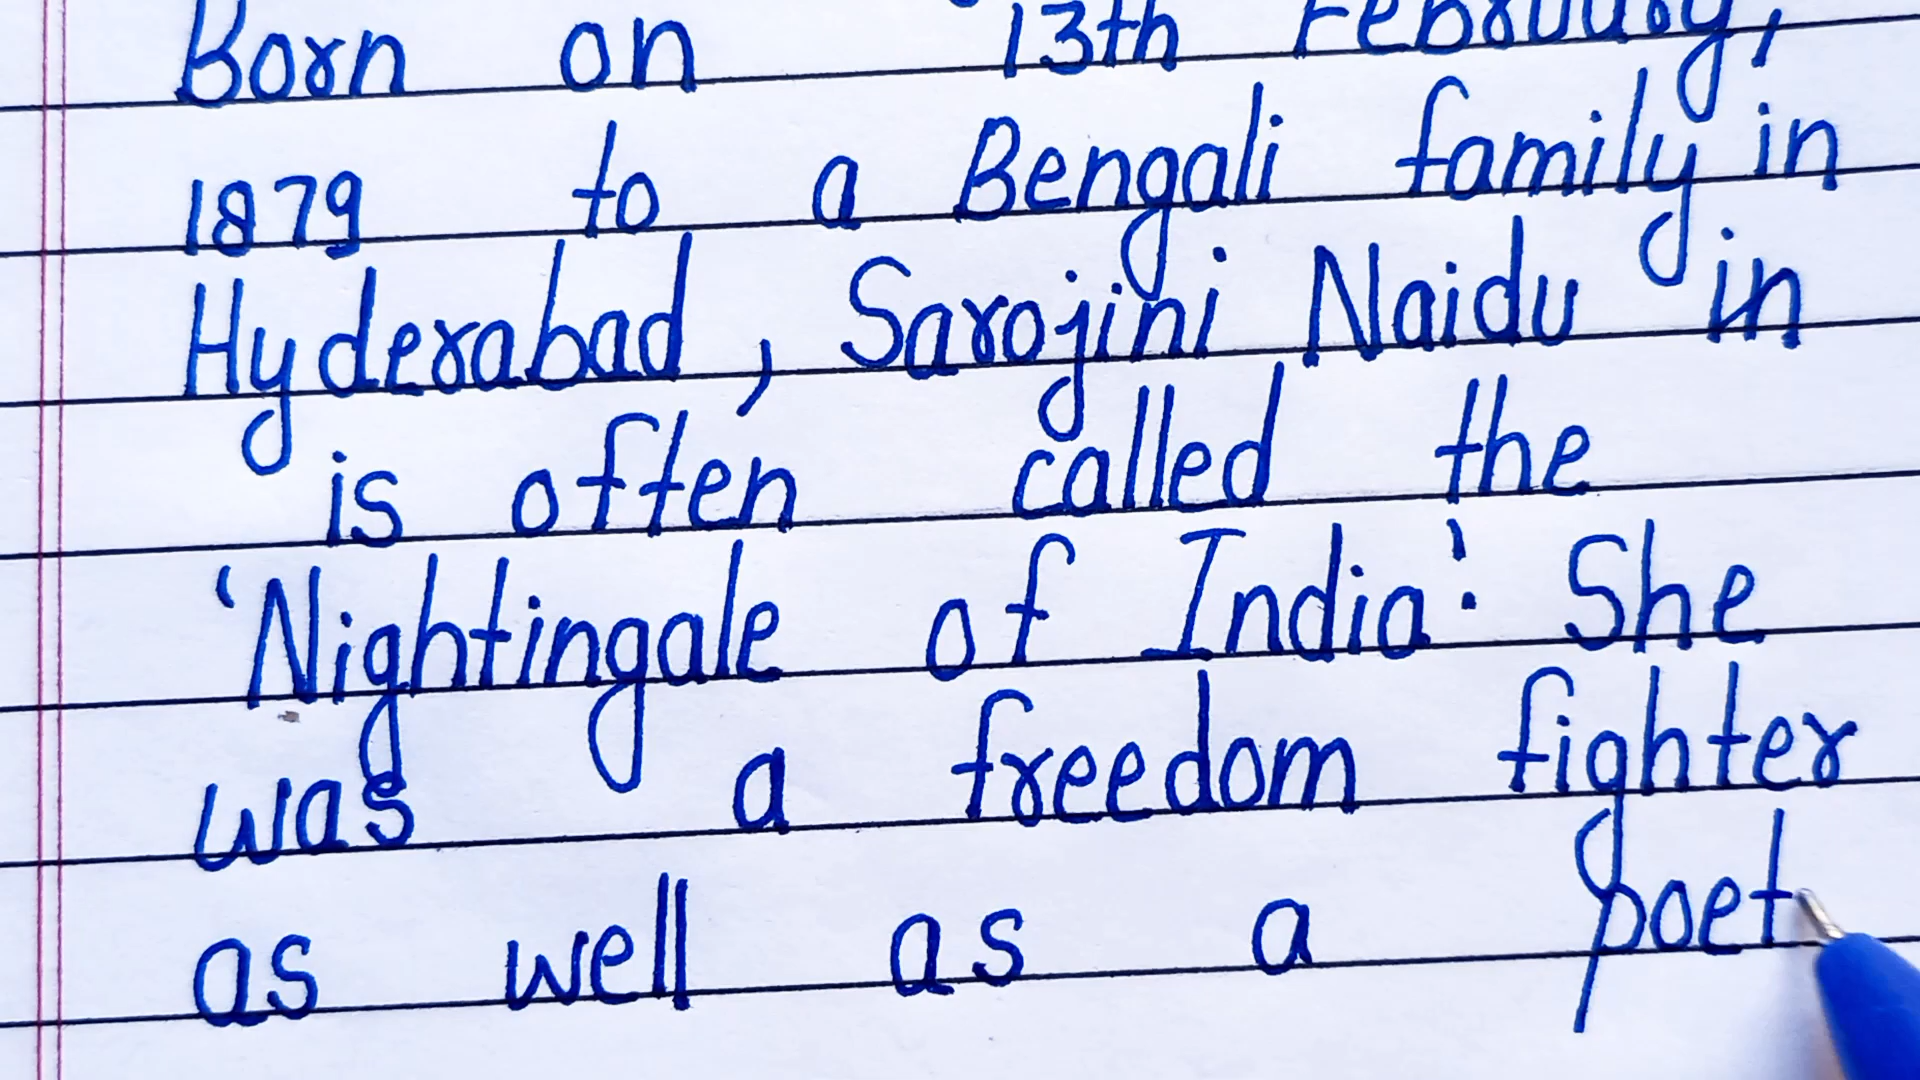 Born on 13th February,
1879 to a Bengali family in
Hyderabad, Sarojini Naidu in
is often called the
'Nightingale of India'. She
was a freedom fighter
as well as a poet